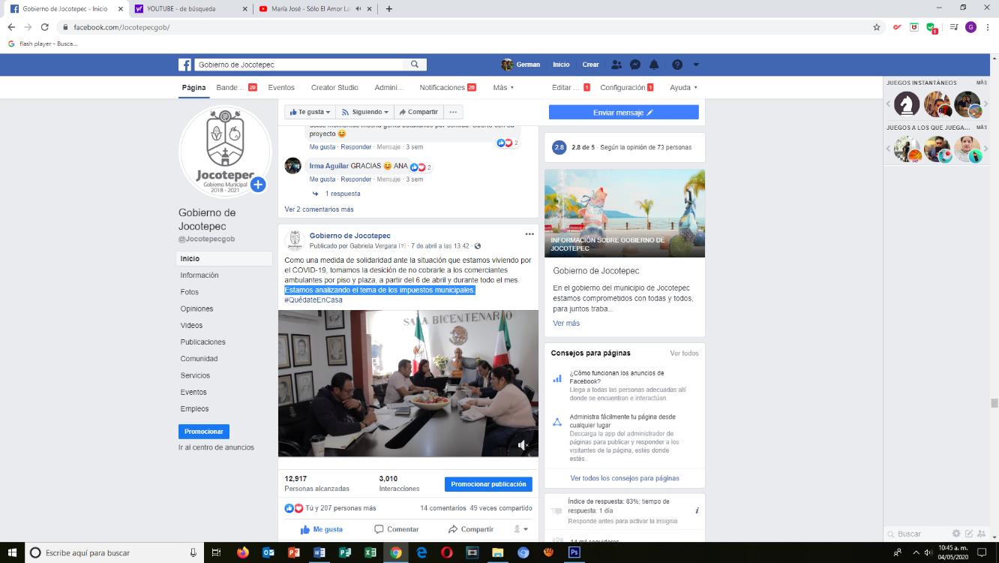 Gobierno de Jocotepec - Inicio
YOUTUBE - de búsqueda
María José - Sólo El Amor La
facebook.com/Jocotepecgob/
G
flash player - Busca...
Gobierno de Jocotepec
German
Inicio
Crear
Página
Bande... 29
Eventos
Creator Studio
Admini...
Notificaciones 26
Más
Editar ... 1
Configuración 1
Ayuda
Te gusta
Siguiendo
Compartir
Enviar mensaje
Jocotepec
Gobierno Municipal
2018 - 2021
Gobierno de
Jocotepec
@Jocotepecgob
Inicio
Información
Fotos
Opiniones
Videos
Publicaciones
Comunidad
Servicios
Eventos
Empleos
Promocionar
Ir al centro de anuncios
proyecto 😊
2
Me gusta · Responder · Mensaje · 3 sem
Irma Aguilar GRACIAS 😊 ANA
2
Me gusta · Responder · Mensaje · 3 sem
1 respuesta
Ver 2 comentarios más
Gobierno de Jocotepec
Publicado por Gabriela Vergara [?] · 7 de abril a las 13:42 ·
Como una medida de solidaridad ante la situación que estamos viviendo por
el COVID-19, tomamos la desición de no cobrarle a los comerciantes
ambulantes por piso y plaza, a partir del 6 de abril y durante todo el mes.
Estamos analizando el tema de los impuestos municipales.
#QuédateEnCasa
SALA BICENTENARIO
12,917
Personas alcanzadas
3,010
Interacciones
Promocionar publicación
Tú y 207 personas más
14 comentarios 49 veces compartido
Me gusta
Comentar
Compartir
2.8
2.8 de 5 · Según la opinión de 73 personas
INFORMACIÓN SOBRE GOBIERNO DE
JOCOTEPEC
Gobierno de Jocotepec
En el gobierno del municipio de Jocotepec
estamos comprometidos con todas y todos,
para juntos traba...
Ver más
Consejos para páginas
Ver todos
¿Cómo funcionan los anuncios de
Facebook?
Llega a todas las personas adecuadas allí
donde se encuentran e interactúan.
Administra fácilmente tu página desde
cualquier lugar
Descarga la app del administrador de
páginas para publicar y responder a los
visitantes de la página, estés donde
estés.
Ver todos los consejos para páginas
Índice de respuesta: 83%; tiempo de
respuesta: 1 día
Responde antes para activar la insignia
14 mil seguidores
JUEGOS INSTANTÁNEOS
MÁS
JUEGOS A LOS QUE JUEGA...
MÁS
Buscar
Escribe aquí para buscar
10:45 a. m.
04/05/2020